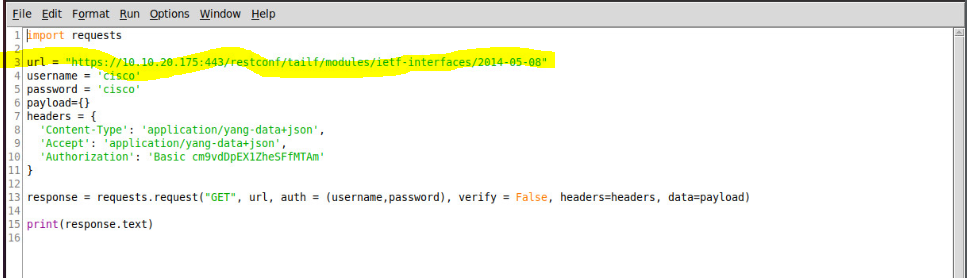 File Edit Format Run Options Window Help
1 import requests
2
3 url = "https://10.10.20.175:443/restconf/tailf/modules/ietf-interfaces/2014-05-08"
4 username = 'cisco'
5 password = 'cisco'
6 payload={}
7 headers = {
8 'Content-Type': 'application/yang-data+json',
9 'Accept': 'application/yang-data+json',
10 'Authorization': 'Basic cm9vdDpEX1ZheSFfMTAm'
11 }
12
13 response = requests.request("GET", url, auth = (username,password), verify = False, headers=headers, data=payload)
14
15 print(response.text)
16